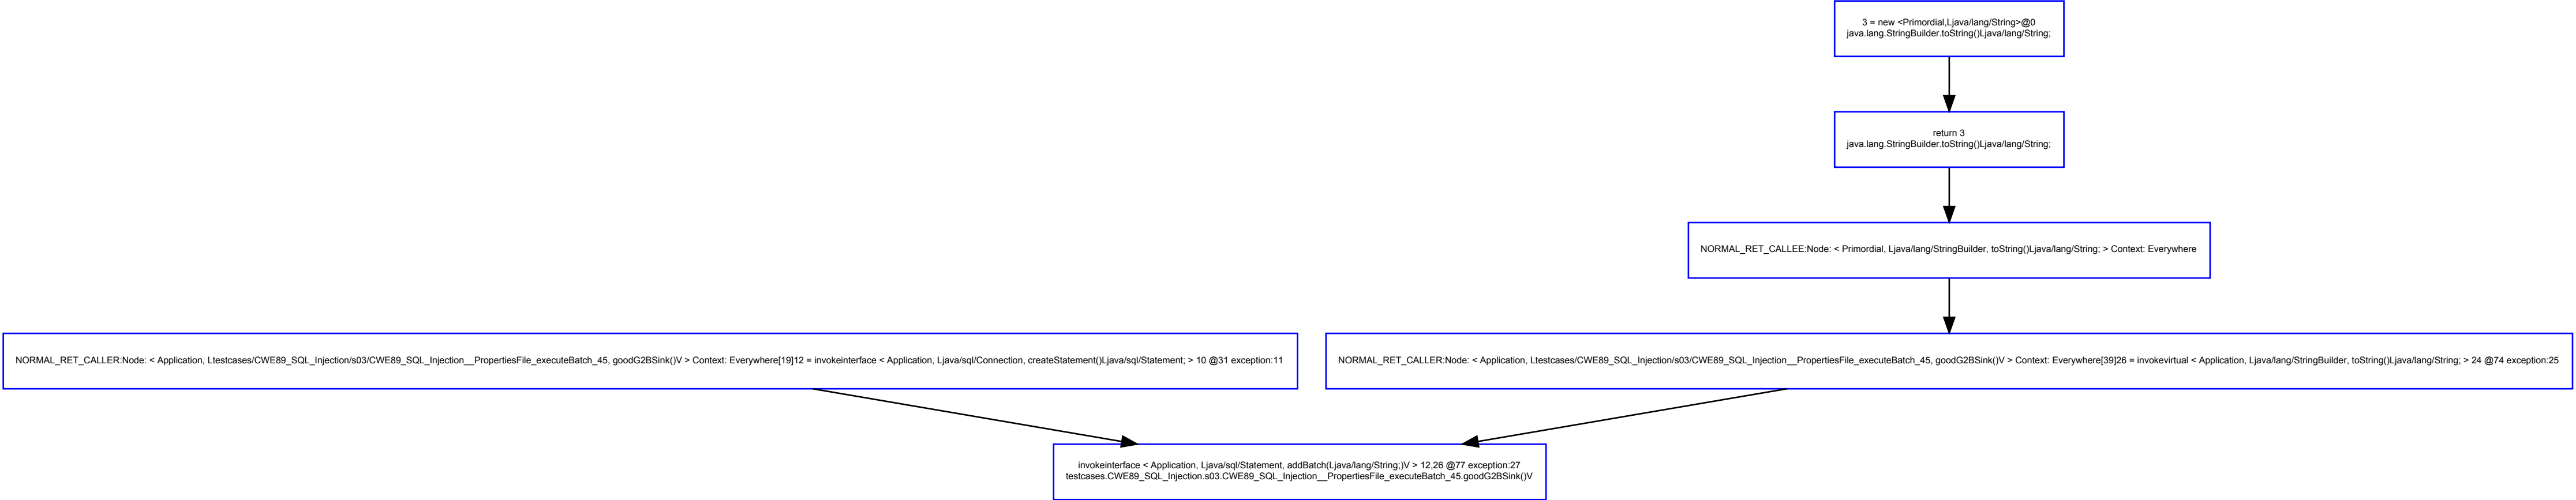 3 = new <Primordial,Ljava/lang/String>@0
java.lang.StringBuilder.toString()Ljava/lang/String;
return 3
java.lang.StringBuilder.toString()Ljava/lang/String;
NORMAL_RET_CALLEE:Node: < Primordial, Ljava/lang/StringBuilder, toString()Ljava/lang/String; > Context: Everywhere
NORMAL_RET_CALLER:Node: < Application, Ltestcases/CWE89_SQL_Injection/s03/CWE89_SQL_Injection__PropertiesFile_executeBatch_45, goodG2BSink()V > Context: Everywhere[19]12 = invokeinterface < Application, Ljava/sql/Connection, createStatement()Ljava/sql/Statement; > 10 @31 exception:11
NORMAL_RET_CALLER:Node: < Application, Ltestcases/CWE89_SQL_Injection/s03/CWE89_SQL_Injection__PropertiesFile_executeBatch_45, goodG2BSink()V > Context: Everywhere[39]26 = invokevirtual < Application, Ljava/lang/StringBuilder, toString()Ljava/lang/String; > 24 @74 exception:25
invokeinterface < Application, Ljava/sql/Statement, addBatch(Ljava/lang/String;)V > 12,26 @77 exception:27
testcases.CWE89_SQL_Injection.s03.CWE89_SQL_Injection__PropertiesFile_executeBatch_45.goodG2BSink()V